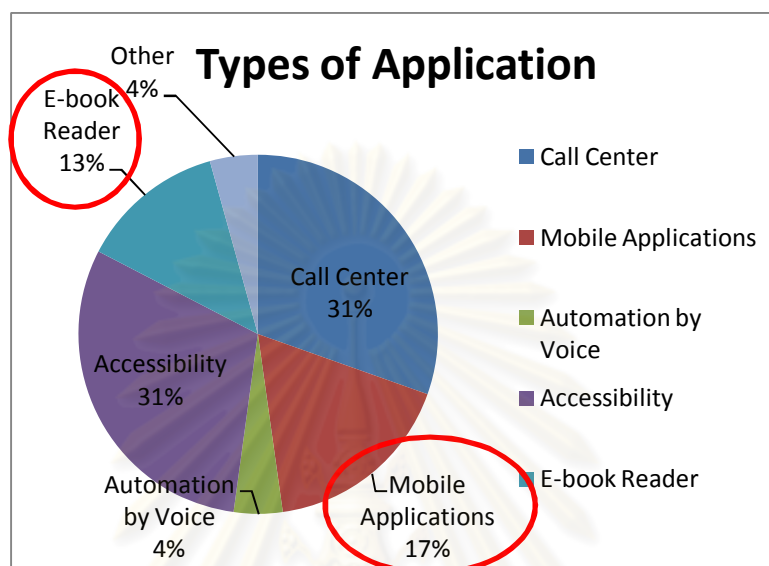 Types of Application
Other
4%
E-book
Reader
13%
Call Center
31%
Accessibility
31%
Automation
by Voice
4%
Mobile
Applications
17%
Call Center
Mobile Applications
Automation by
Voice
Accessibility
E-book Reader